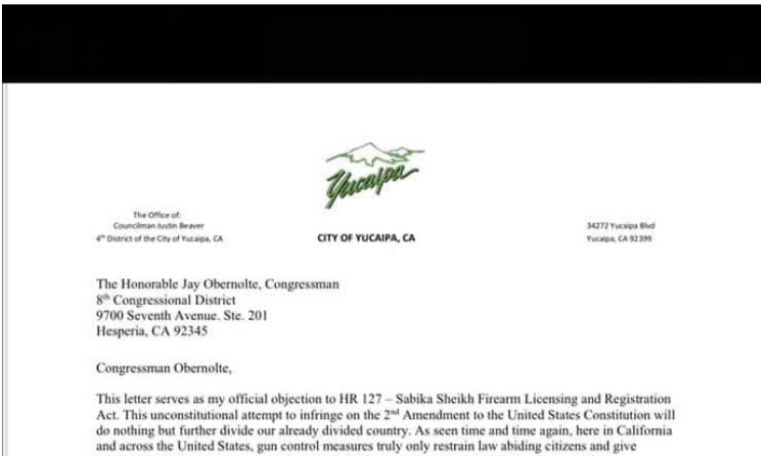 Yucaipa
The Office of:
Councilman Justin Beaver
4th District of the City of Yucaipa, CA
CITY OF YUCAIPA, CA
34272 Yucaipa Blvd
Yucaipa, CA 92399
The Honorable Jay Obernolte, Congressman
8th Congressional District
9700 Seventh Avenue. Ste. 201
Hesperia, CA 92345
Congressman Obernolte,
This letter serves as my official objection to HR 127 – Sabika Sheikh Firearm Licensing and Registration
Act. This unconstitutional attempt to infringe on the 2nd Amendment to the United States Constitution will
do nothing but further divide our already divided country. As seen time and time again, here in California
and across the United States, gun control measures truly only restrain law abiding citizens and give